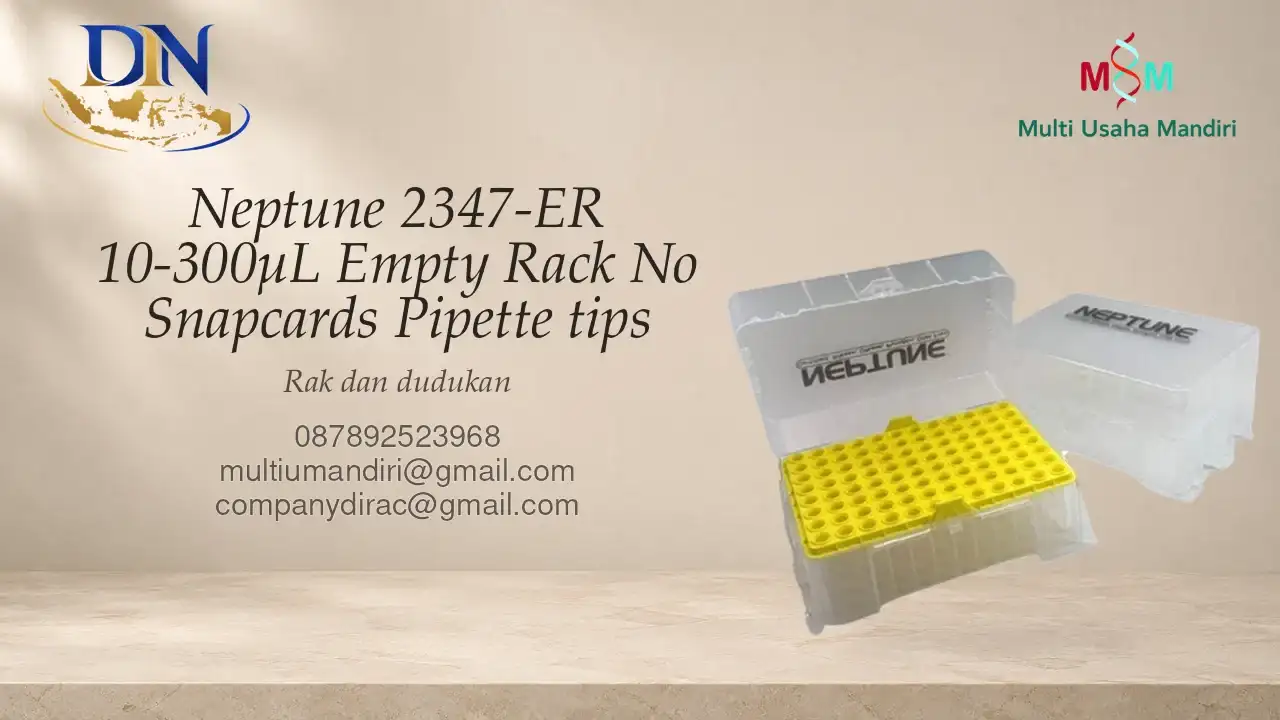 DN
MSM
Multi Usaha Mandiri
Neptune 2347-ER
10-300µL Empty Rack No
Snapcards Pipette tips
Rak dan dudukan
087892523968
multiumandiri@gmail.com
companydirac@gmail.com
NEPTUNE
NEPTUNE